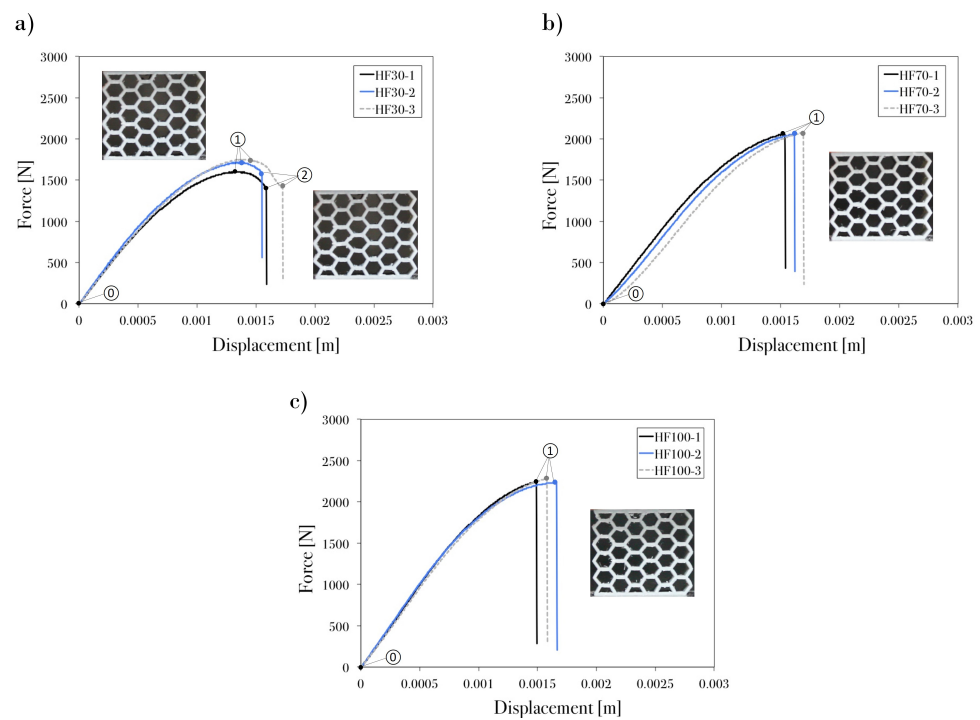 a)
3000
2500
2000
1500
1000
500
0
Force [N]
0 0.0005 0.001 0.0015 0.002 0.0025 0.003
Displacement [m]
HF30-1
HF30-2
HF30-3
⓪
①
②
b)
3000
2500
2000
1500
1000
500
0
Force [N]
0 0.0005 0.001 0.0015 0.002 0.0025 0.003
Displacement [m]
HF70-1
HF70-2
HF70-3
⓪
①
c)
3000
2500
2000
1500
1000
500
0
Force [N]
0 0.0005 0.001 0.0015 0.002 0.0025 0.003
Displacement [m]
HF100-1
HF100-2
HF100-3
⓪
①